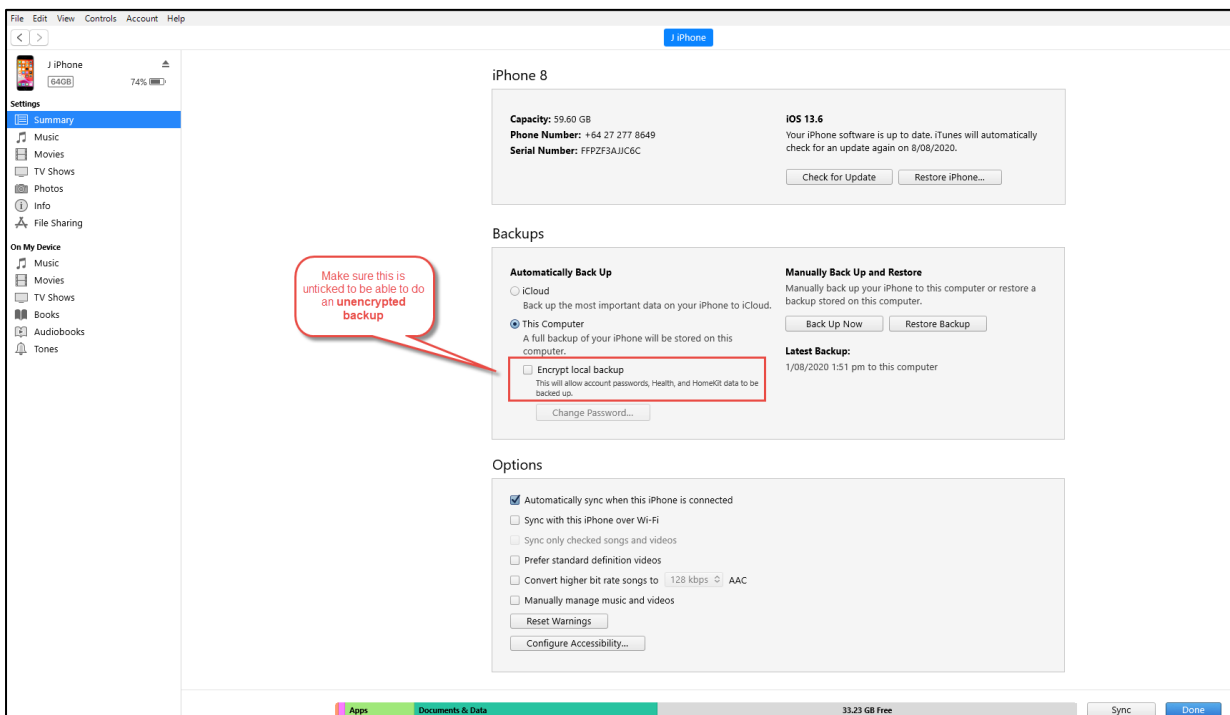 File Edit View Controls Account Help
< >
J iPhone
J iPhone
64GB 74%
Settings
Summary
Music
Movies
TV Shows
Photos
Info
File Sharing
On My Device
Music
Movies
TV Shows
Books
Audiobooks
Tones
iPhone 8
Capacity: 59.60 GB
Phone Number: +64 27 277 8649
Serial Number: FFPZF3AJJC6C
iOS 13.6
Your iPhone software is up to date. iTunes will automatically
check for an update again on 8/08/2020.
Check for Update Restore iPhone...
Backups
Make sure this is
unticked to be able to do
an unencrypted
backup
Automatically Back Up
iCloud
Back up the most important data on your iPhone to iCloud.
This Computer
A full backup of your iPhone will be stored on this
computer.
Encrypt local backup
This will allow account passwords, Health, and HomeKit data to be
backed up.
Change Password...
Manually Back Up and Restore
Manually back up your iPhone to this computer or restore a
backup stored on this computer.
Back Up Now Restore Backup
Latest Backup:
1/08/2020 1:51 pm to this computer
Options
Automatically sync when this iPhone is connected
Sync with this iPhone over Wi-Fi
Sync only checked songs and videos
Prefer standard definition videos
Convert higher bit rate songs to 128 kbps AAC
Manually manage music and videos
Reset Warnings
Configure Accessibility...
Apps Documents & Data 33.23 GB Free Sync Done